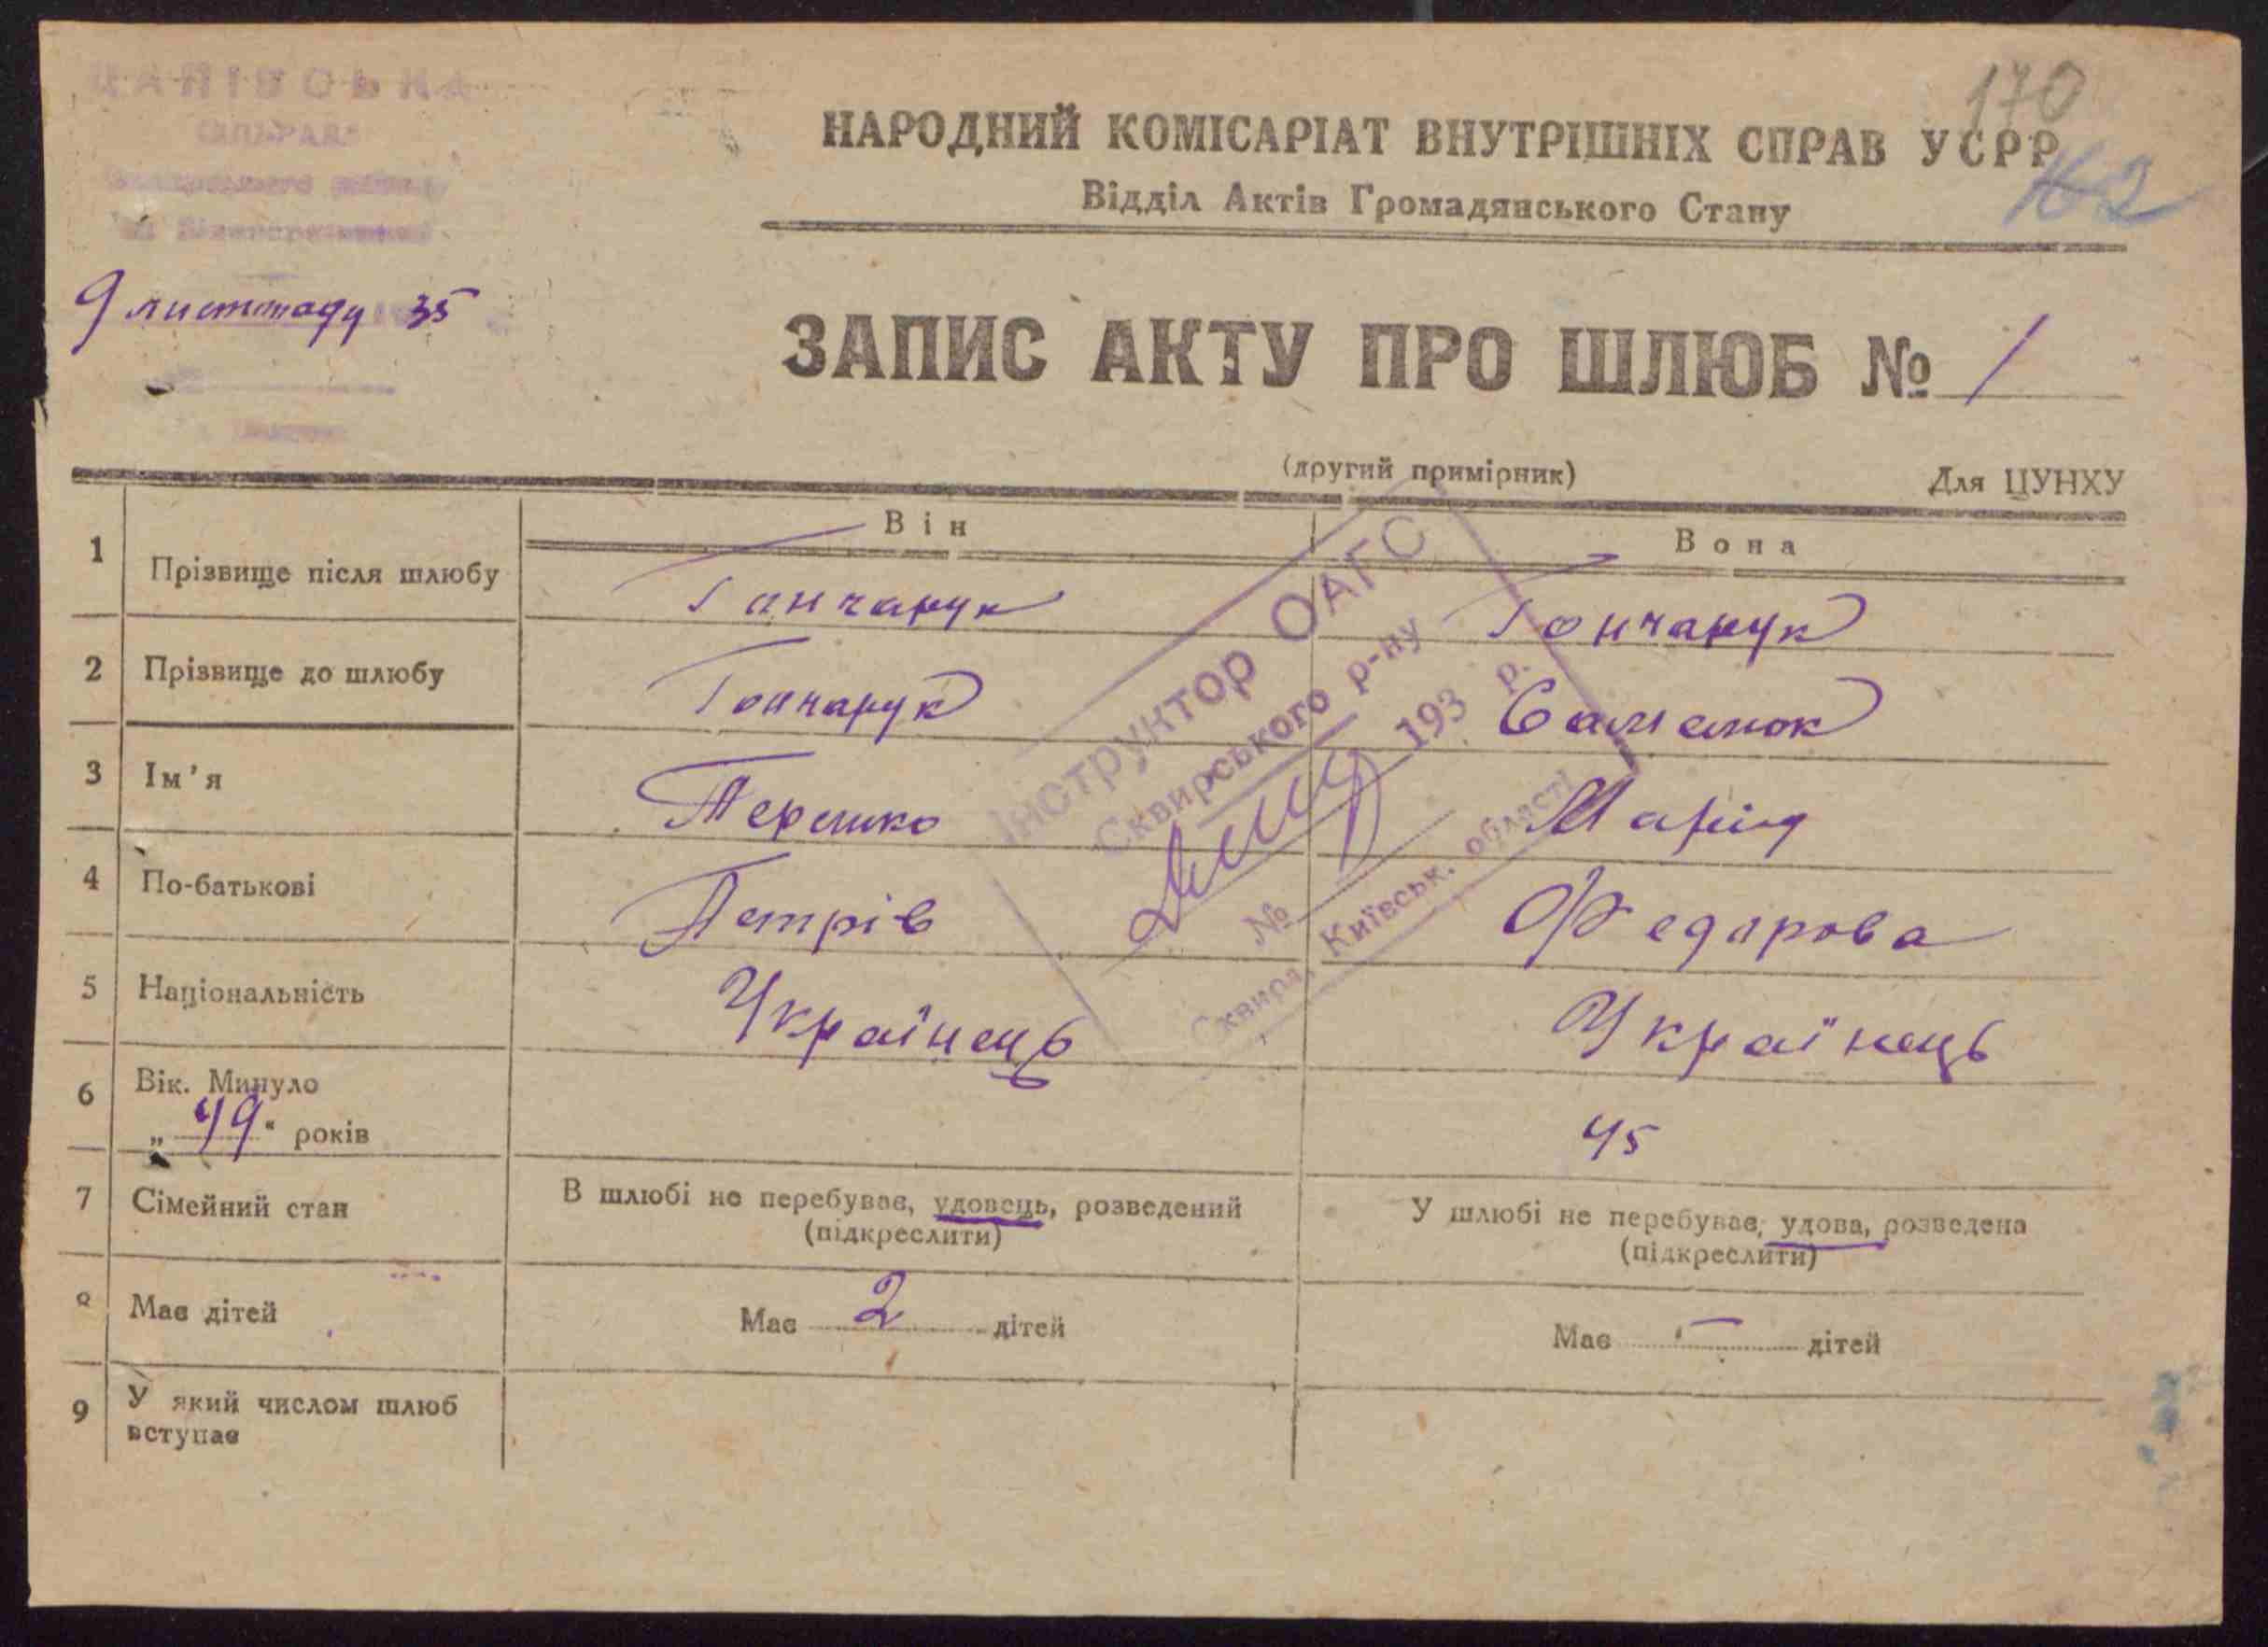 170
НАРОДНИЙ КОМІСАРІАТ ВНУТРІШНІХ СПРАВ УСРР
Відділ Актів Громадянського Стану
9 листопаду 35
ЗАПИС АКТУ ПРО ШЛЮБ № 1
(другий примірник) Для ЦУНХУ
Він Вона
1 Прізвище після шлюбу Ганчарук Гончарук
2 Прізвище до шлюбу Гончарук
3 Ім'я Терешко Марія
4 По-батькові Петрів Федорова
5 Національність Українець Українець
6 Вік. Минуло
„ 49 “ років 45
7 Сімейний стан В шлюбі не перебуває, удовець, розведений У шлюбі не перебуває, удова, розведена
(підкреслити) (підкреслити)
8 Має дітей Має 2 дітей Має — дітей
9 У який числом шлюб
вступає
Інструктор ОАГС
Сквирського р-ну
193 р.
№
Сквира, Київськ. області